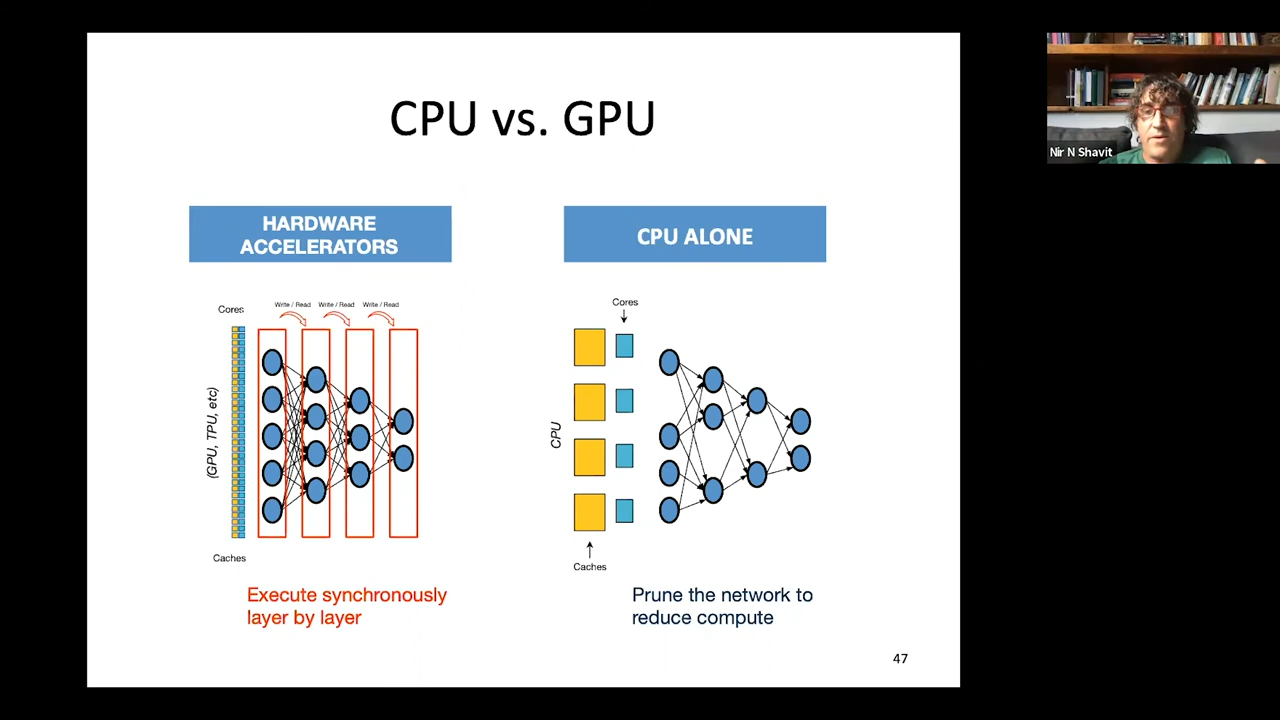 CPU vs. GPU
HARDWARE
ACCELERATORS
Cores
Write / Read
Write / Read
Write / Read
(GPU, TPU, etc)
Caches
Execute synchronously
layer by layer
CPU ALONE
Cores
CPU
Caches
Prune the network to
reduce compute
47
Nir N Shavit